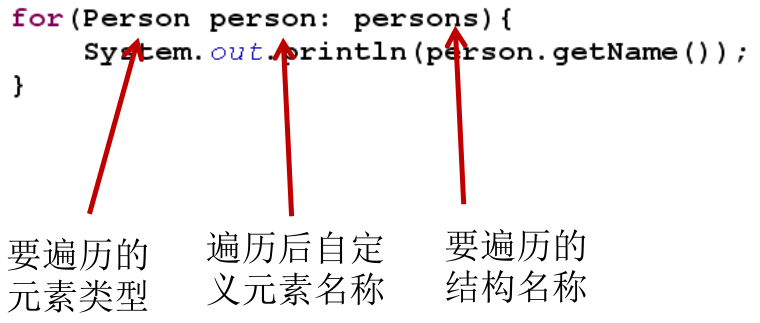 for(Person person: persons){
System.out.println(person.getName());
}
要遍历的
元素类型
遍历后自定
义元素名称
要遍历的
结构名称